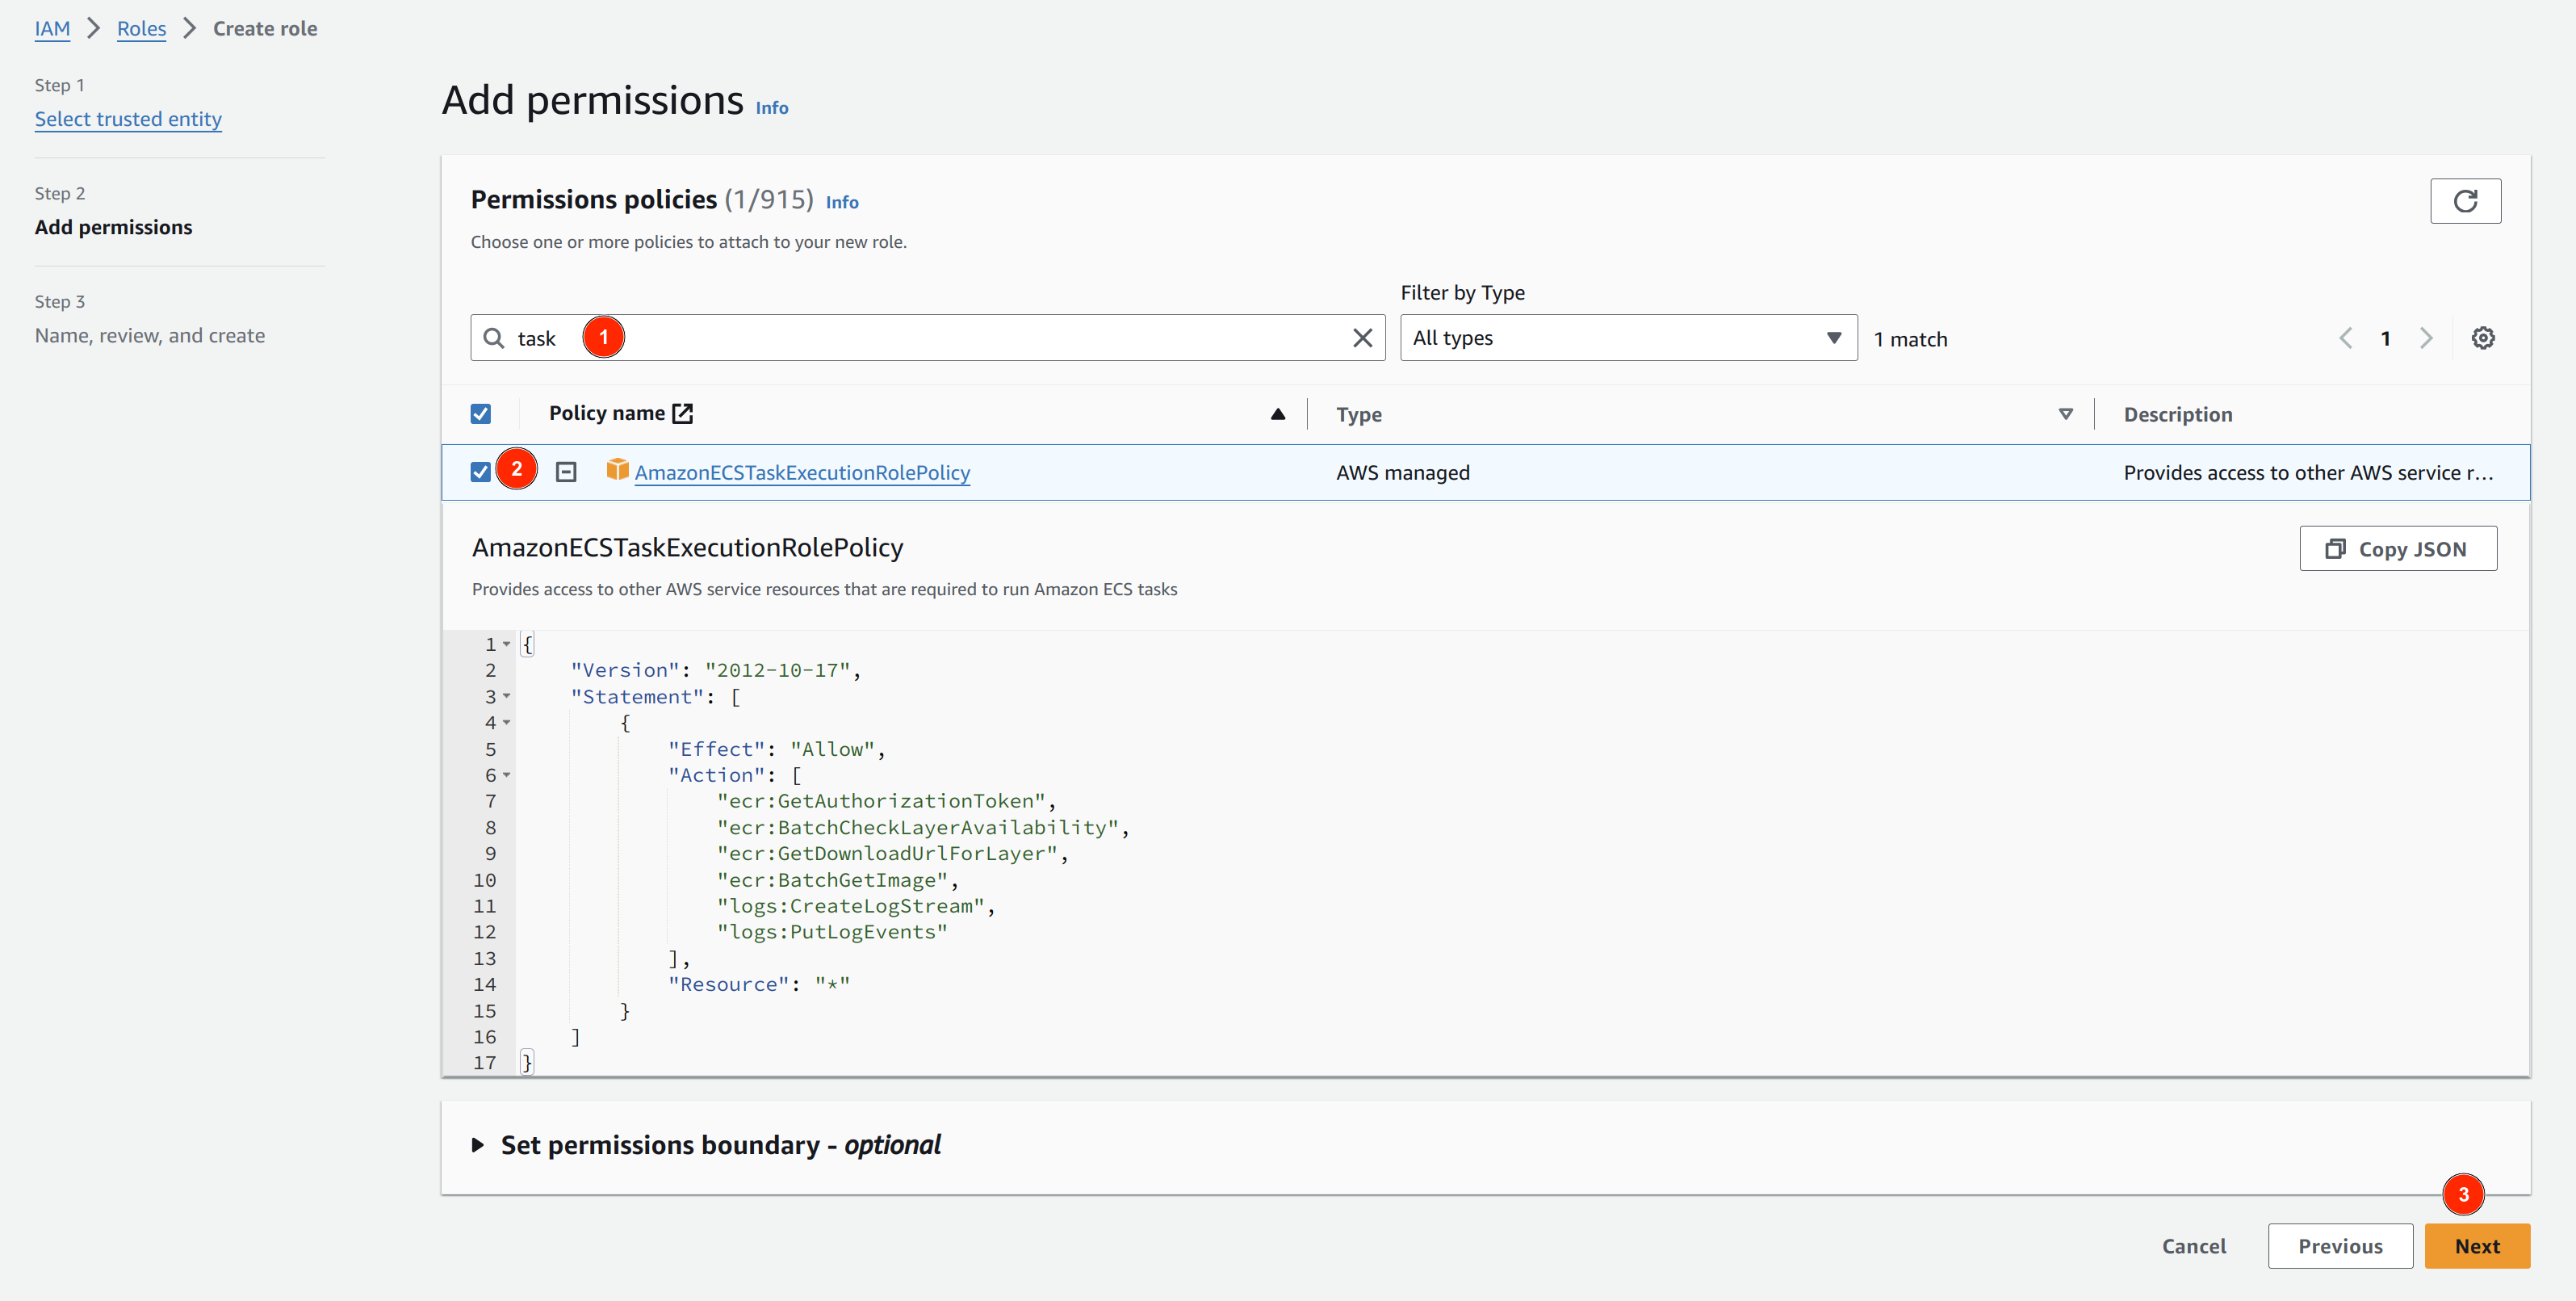 IAM > Roles > Create role
Step 1
Select trusted entity
Step 2
Add permissions
Step 3
Name, review, and create
Add permissions Info
Permissions policies (1/915) Info
Choose one or more policies to attach to your new role.
Filter by Type
task 1 All types 1 match 1
Policy name Type Description
2 AmazonECSTaskExecutionRolePolicy AWS managed Provides access to other AWS service r...
AmazonECSTaskExecutionRolePolicy
Copy JSON
Provides access to other AWS service resources that are required to run Amazon ECS tasks
1 {
2 "Version": "2012-10-17",
3 "Statement": [
4 {
5 "Effect": "Allow",
6 "Action": [
7 "ecr:GetAuthorizationToken",
8 "ecr:BatchCheckLayerAvailability",
9 "ecr:GetDownloadUrlForLayer",
10 "ecr:BatchGetImage",
11 "logs:CreateLogStream",
12 "logs:PutLogEvents"
13 ],
14 "Resource": "*"
15 }
16 ]
17 }
Set permissions boundary - optional
3
Cancel Previous Next